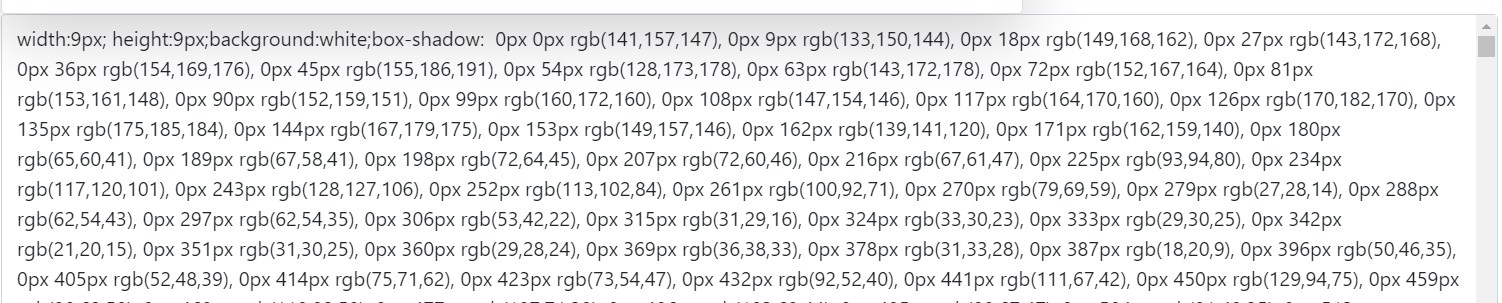 width:9px; height:9px;background:white;box-shadow:  0px 0px rgb(141,157,147), 0px 9px rgb(133,150,144), 0px 18px rgb(149,168,162), 0px 27px rgb(143,172,168),
0px 36px rgb(154,169,176), 0px 45px rgb(155,186,191), 0px 54px rgb(128,173,178), 0px 63px rgb(143,172,178), 0px 72px rgb(152,167,164), 0px 81px
rgb(153,161,148), 0px 90px rgb(152,159,151), 0px 99px rgb(160,172,160), 0px 108px rgb(147,154,146), 0px 117px rgb(164,170,160), 0px 126px rgb(170,182,170), 0px
135px rgb(175,185,184), 0px 144px rgb(167,179,175), 0px 153px rgb(149,157,146), 0px 162px rgb(139,141,120), 0px 171px rgb(162,159,140), 0px 180px
rgb(65,60,41), 0px 189px rgb(67,58,41), 0px 198px rgb(72,64,45), 0px 207px rgb(72,60,46), 0px 216px rgb(67,61,47), 0px 225px rgb(93,94,80), 0px 234px
rgb(117,120,101), 0px 243px rgb(128,127,106), 0px 252px rgb(113,102,84), 0px 261px rgb(100,92,71), 0px 270px rgb(79,69,59), 0px 279px rgb(27,28,14), 0px 288px
rgb(62,54,43), 0px 297px rgb(62,54,35), 0px 306px rgb(53,42,22), 0px 315px rgb(31,29,16), 0px 324px rgb(33,30,23), 0px 333px rgb(29,30,25), 0px 342px
rgb(21,20,15), 0px 351px rgb(31,30,25), 0px 360px rgb(29,28,24), 0px 369px rgb(36,38,33), 0px 378px rgb(31,33,28), 0px 387px rgb(18,20,9), 0px 396px rgb(50,46,35),
0px 405px rgb(52,48,39), 0px 414px rgb(75,71,62), 0px 423px rgb(73,54,47), 0px 432px rgb(92,52,40), 0px 441px rgb(111,67,42), 0px 450px rgb(129,94,75), 0px 459px